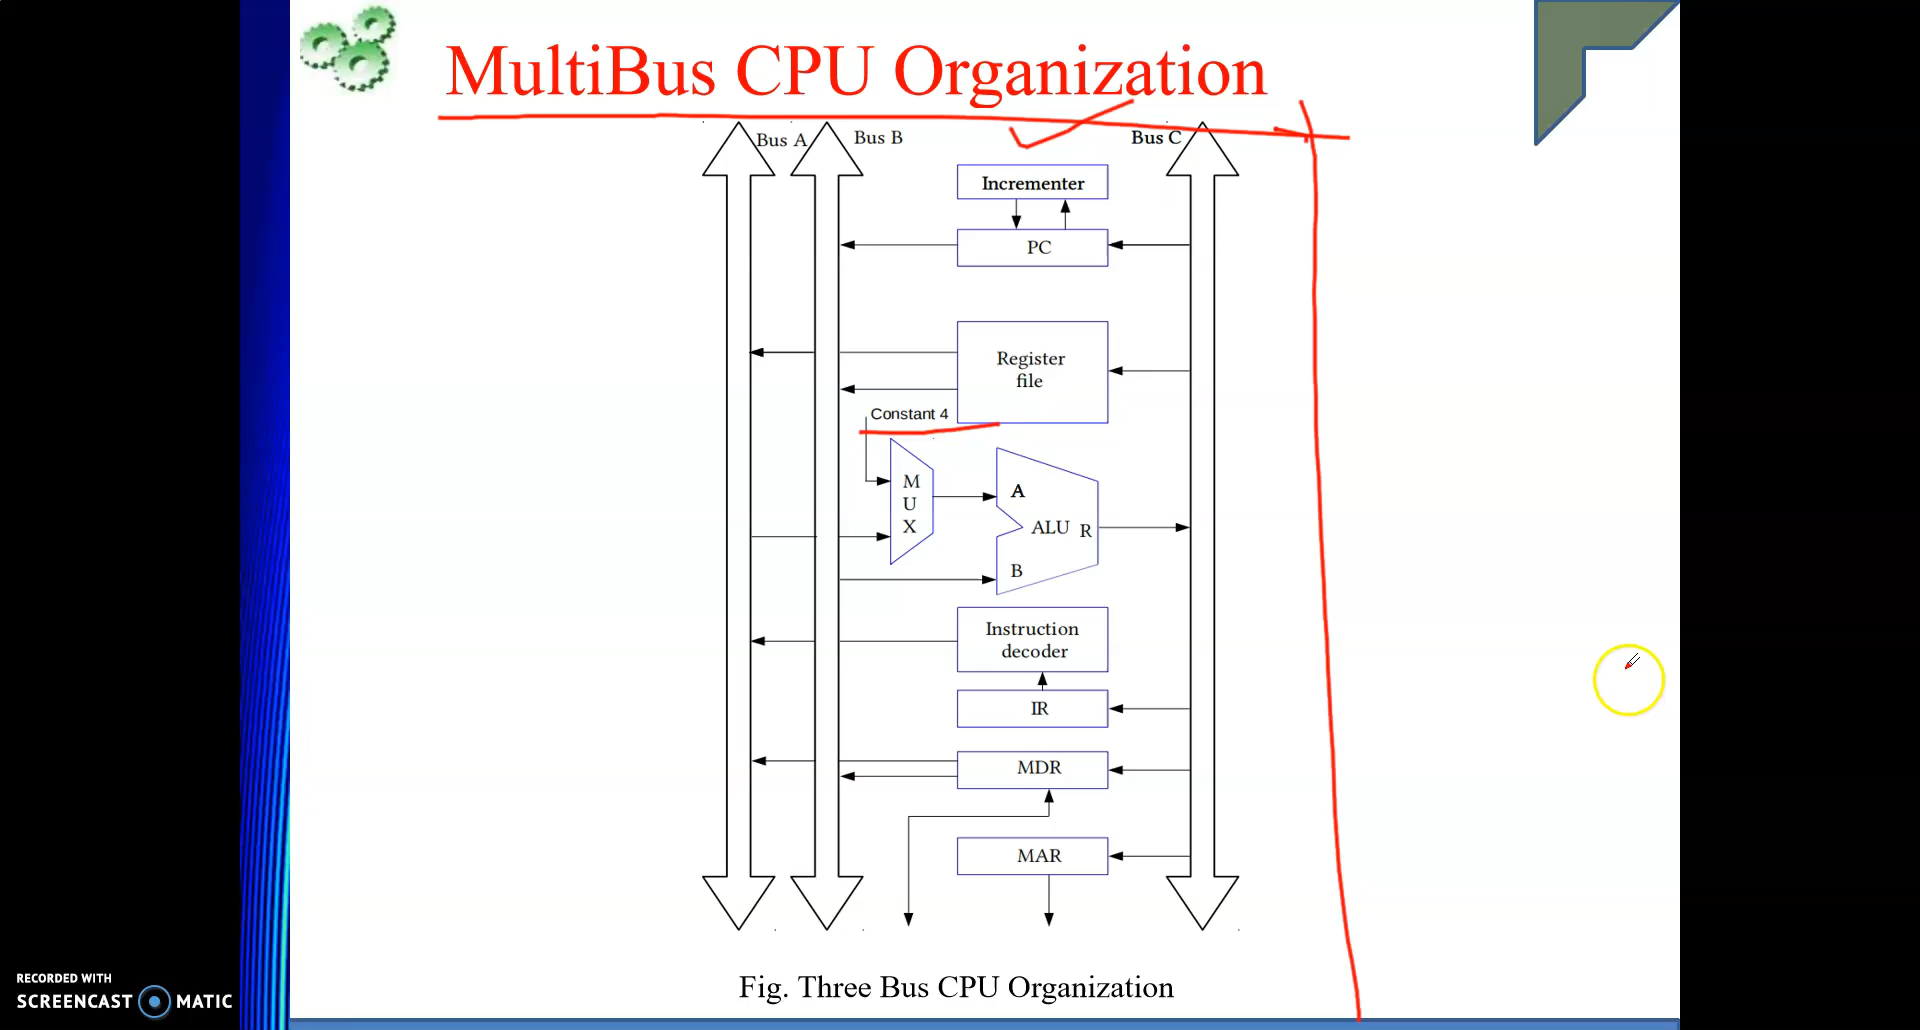 MultiBus CPU Organization
Bus A
Bus B
Bus C
Incrementer
PC
Register
file
Constant 4
M
U
X
A
ALU
R
B
Instruction
decoder
IR
MDR
MAR
Fig. Three Bus CPU Organization
RECORDED WITH
SCREENCAST MATIC